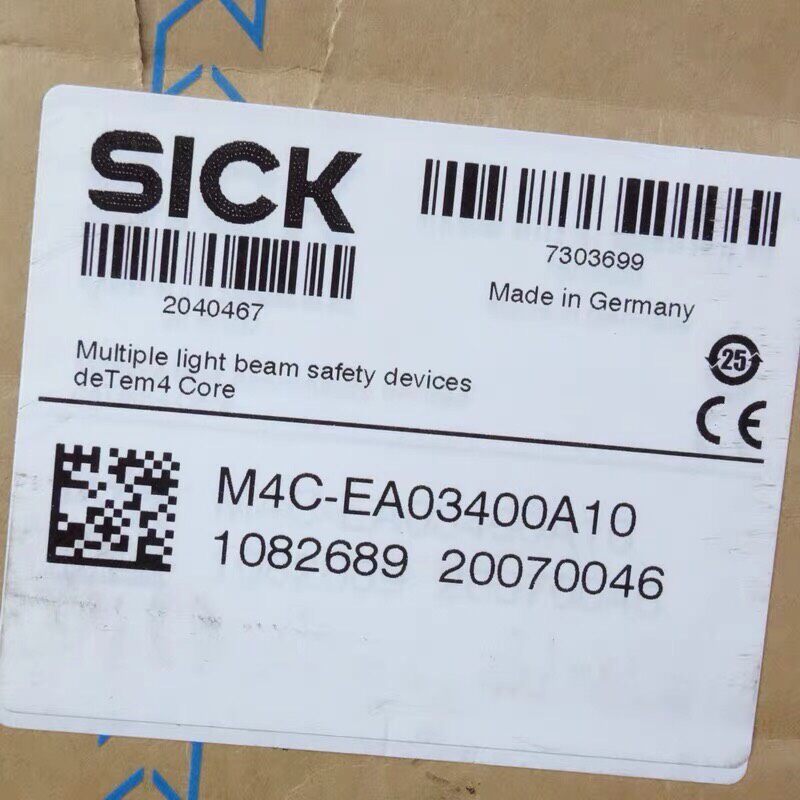 SICK
2040467
7303699
Made in Germany
Multiple light beam safety devices
deTem4 Core
25
CE
M4C-EA03400A10
1082689 20070046